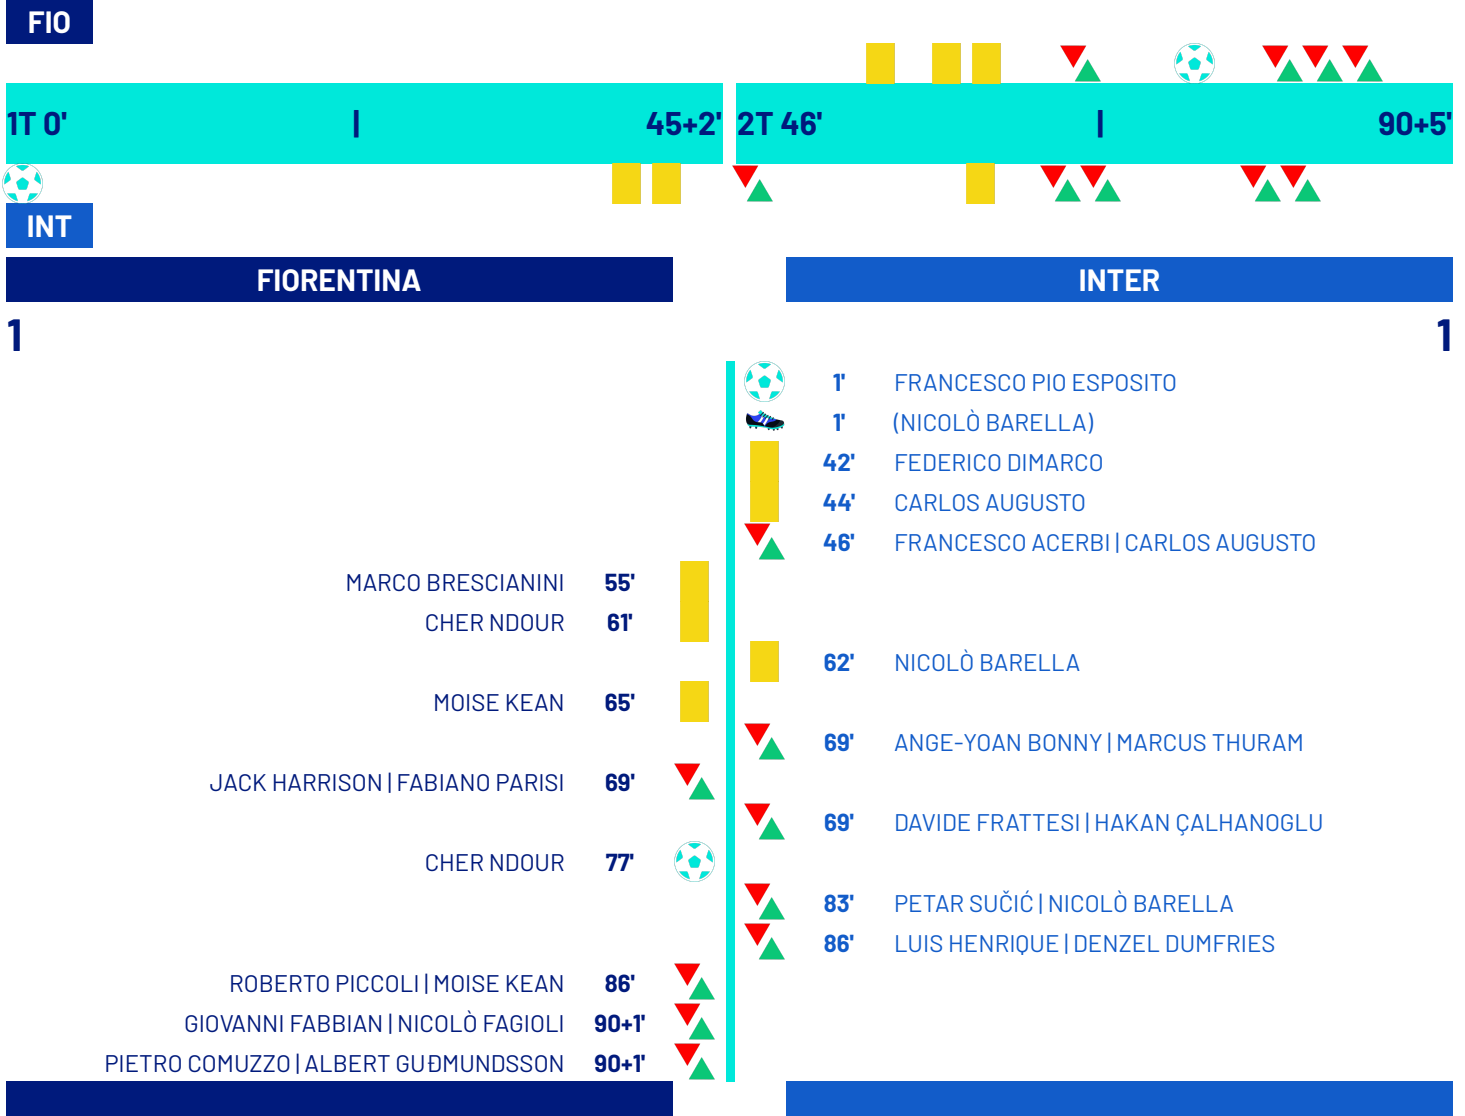 FIO
1T 0' | 45+2' 2T 46' | 90+5'
INT
FIORENTINA INTER
1 1
1' FRANCESCO PIO ESPOSITO
1' (NICOLÒ BARELLA)
42' FEDERICO DIMARCO
44' CARLOS AUGUSTO
46' FRANCESCO ACERBI | CARLOS AUGUSTO
MARCO BRESCIANINI 55'
CHER NDOUR 61'
62' NICOLÒ BARELLA
MOISE KEAN 65'
69' ANGE-YOAN BONNY | MARCUS THURAM
JACK HARRISON | FABIANO PARISI 69'
69' DAVIDE FRATTESI | HAKAN ÇALHANOGLU
CHER NDOUR 77'
83' PETAR SUČIĆ | NICOLÒ BARELLA
86' LUIS HENRIQUE | DENZEL DUMFRIES
ROBERTO PICCOLI | MOISE KEAN 86'
GIOVANNI FABBIAN | NICOLÒ FAGIOLI 90+1'
PIETRO COMUZZO | ALBERT GUÐMUNDSSON 90+1'